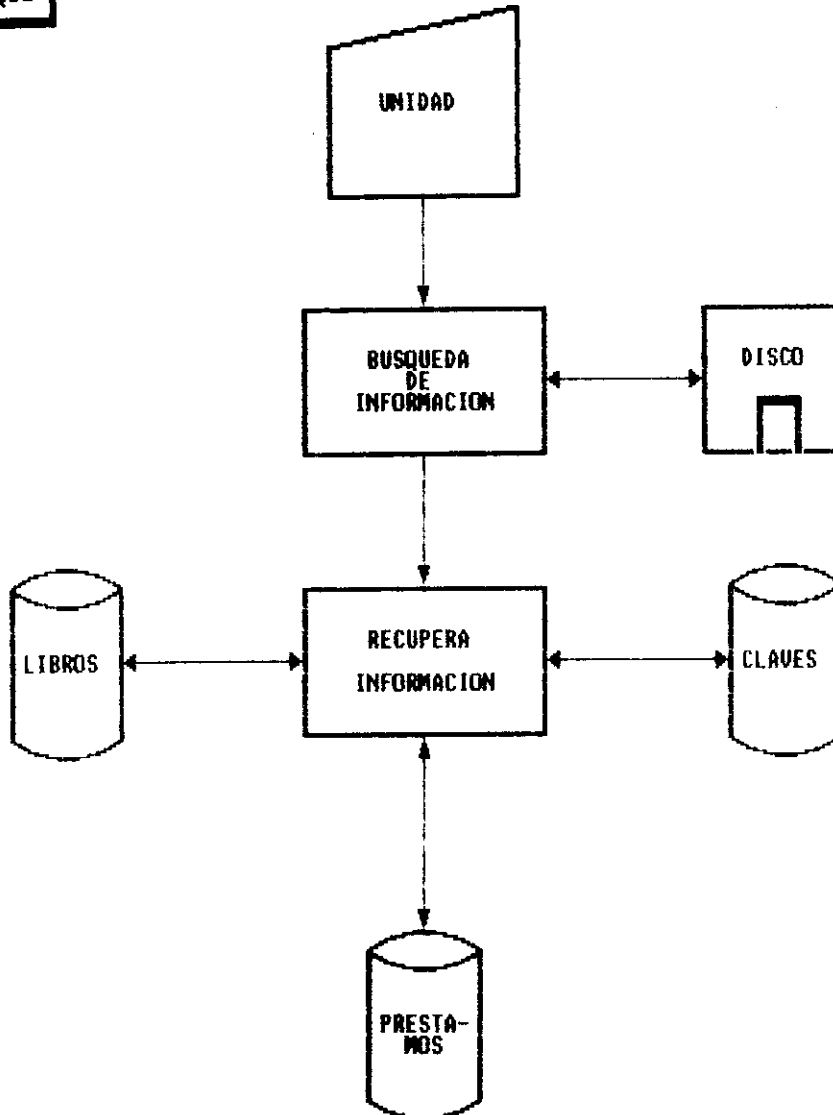 UNIDAD
BUSQUEDA
DE
INFORMACION
DISCO
LIBROS
RECUPERA
INFORMACION
CLAVES
PRESTA-
MOS